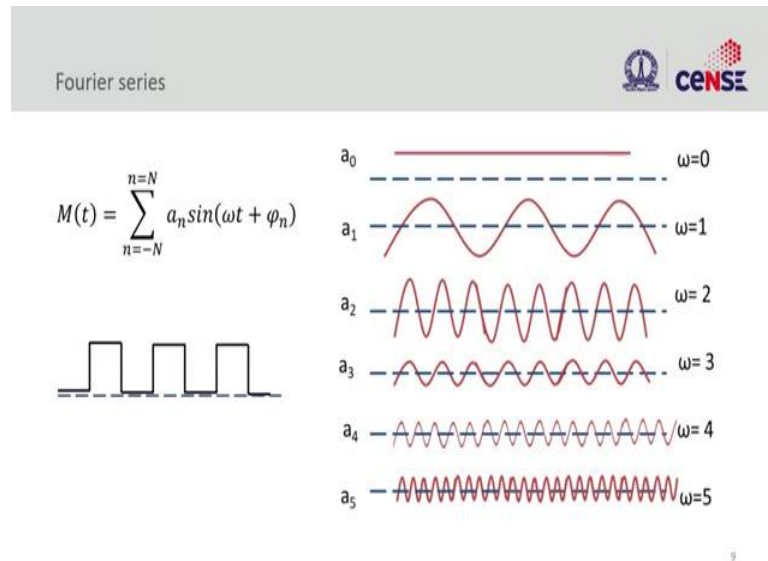 Fourier series
CeNSE
M(t) = \sum_{n=-N}^{n=N} a_n sin(ωt + φ_n)
a₀ ω=0
a₁ ω=1
a₂ ω= 2
a₃ ω= 3
a₄ ω= 4
a₅ ω=5
9